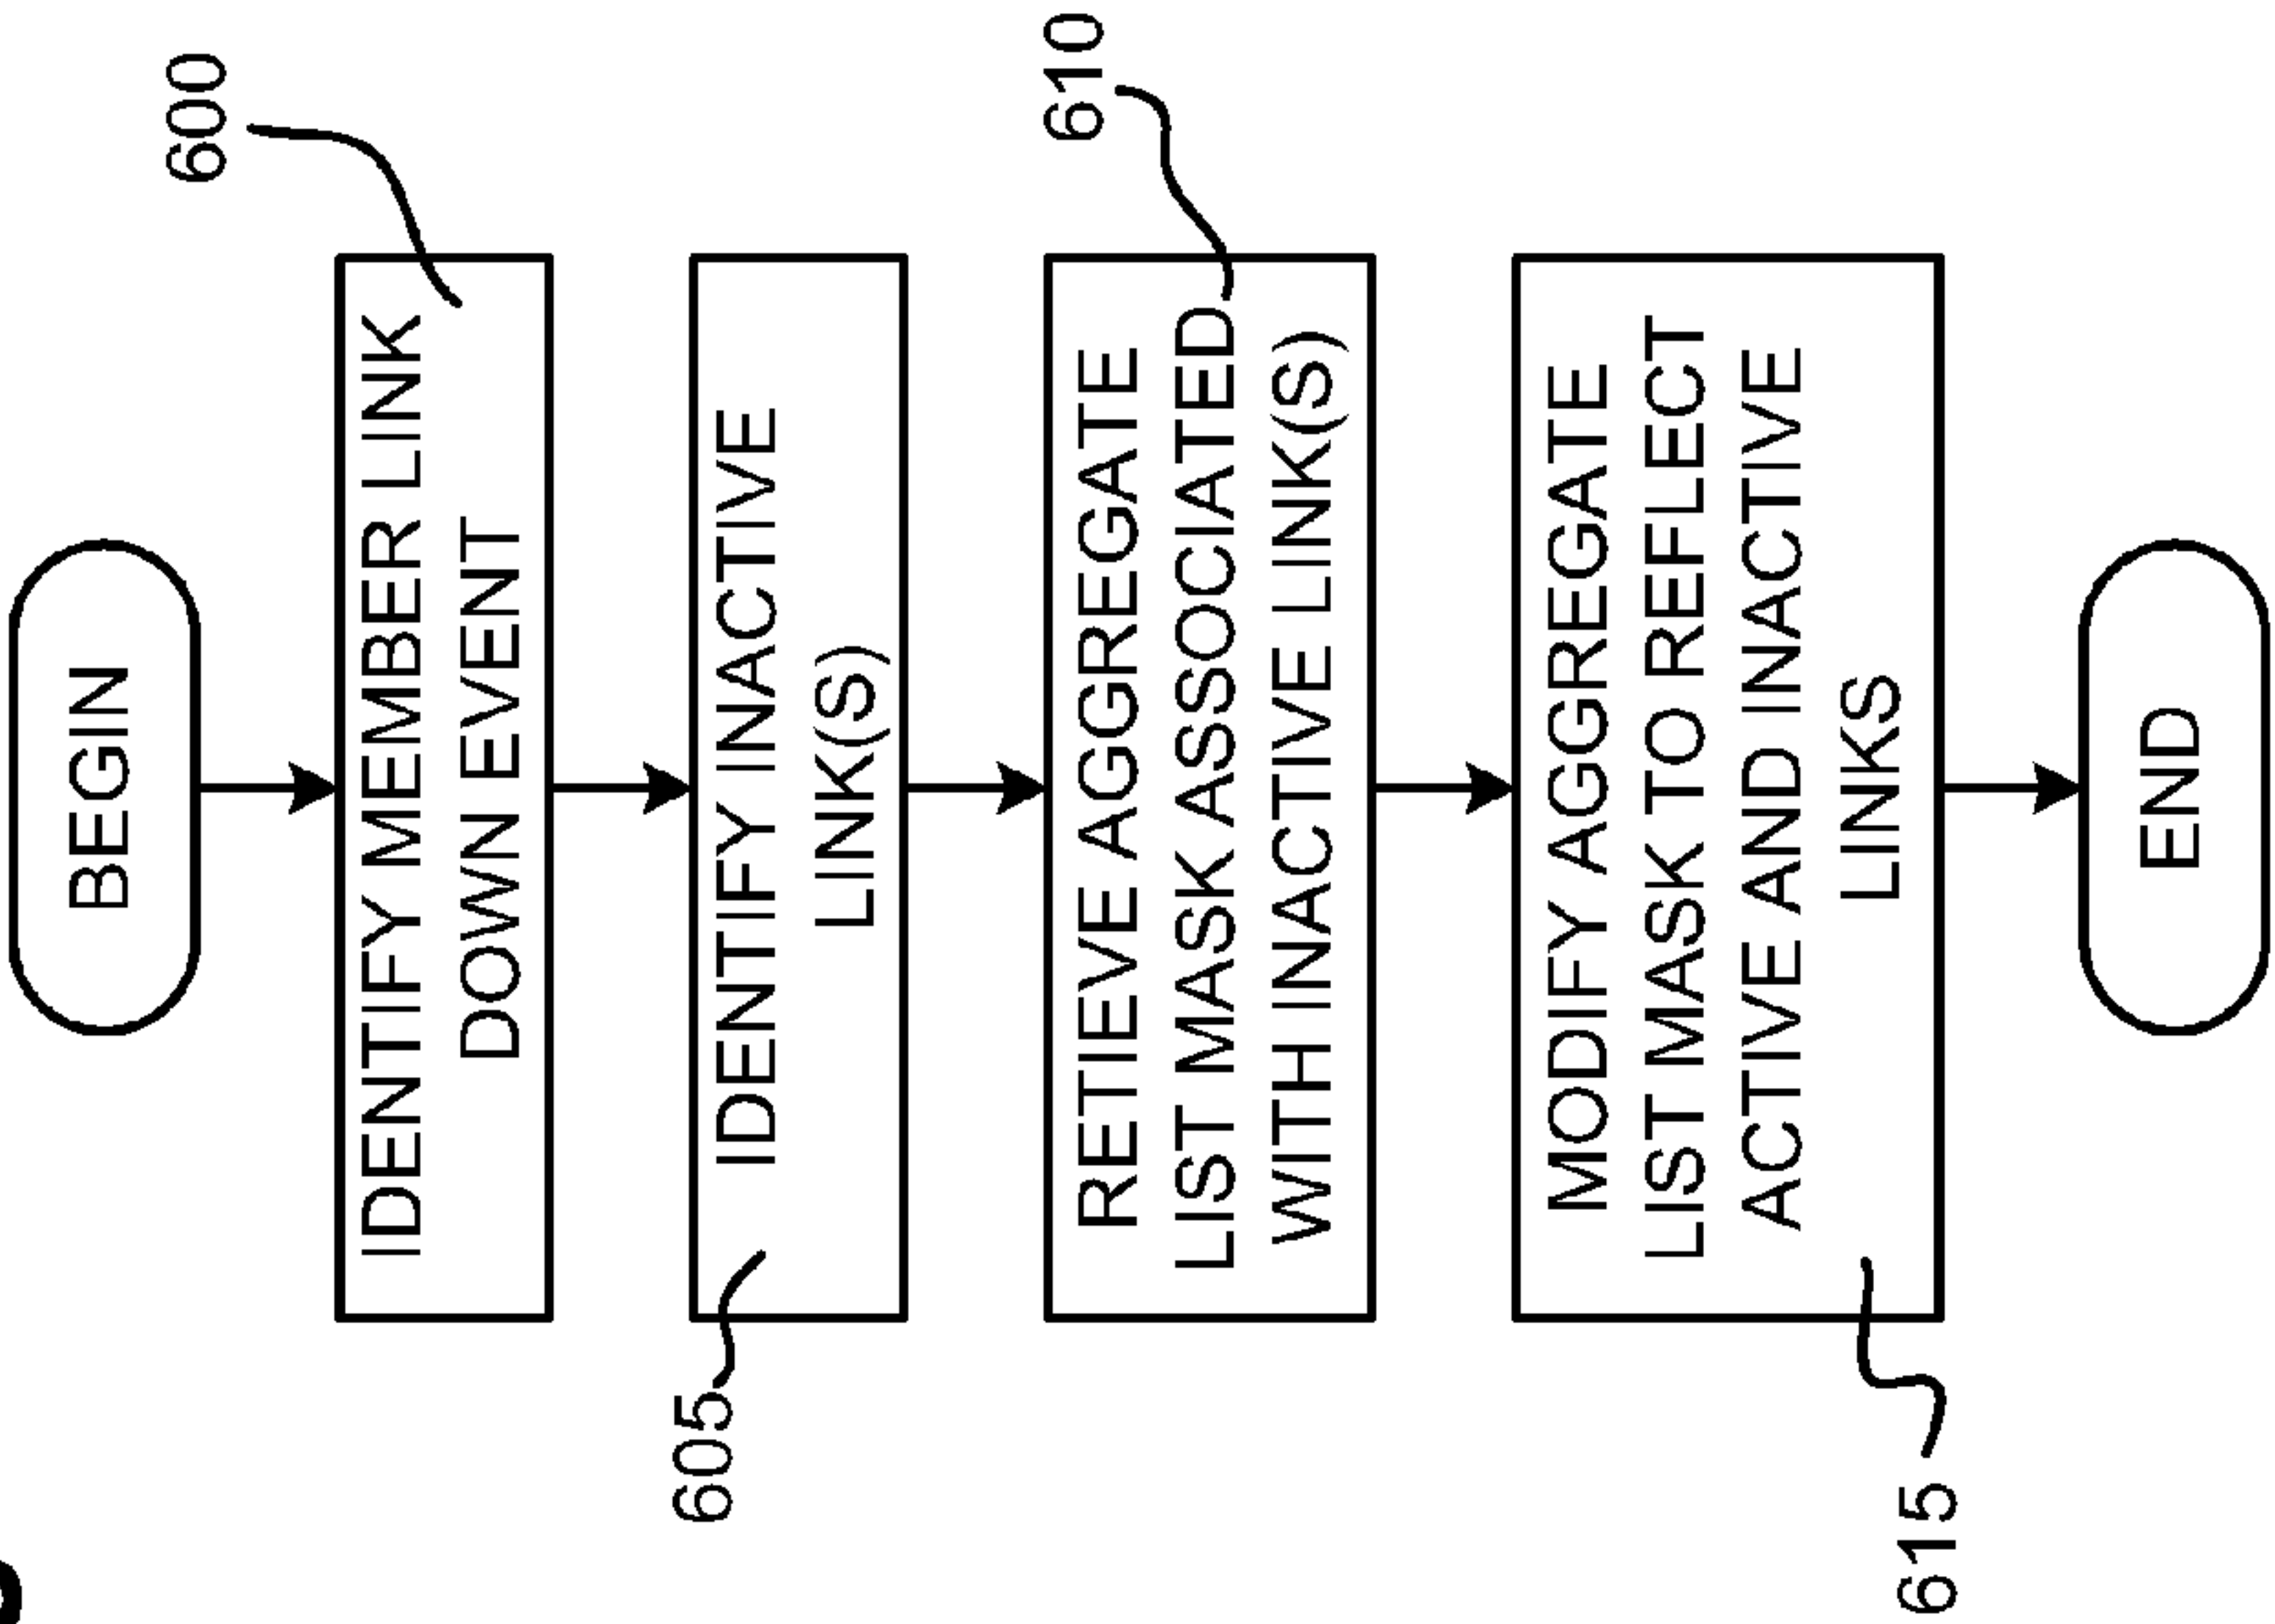 BEGIN
600
IDENTIFY MEMBER LINK
DOWN EVENT
605
IDENTIFY INACTIVE
LINK(S)
610
RETIEVE AGGREGATE
LIST MASK ASSOCIATED
WITH INACTIVE LINK(S)
615
MODIFY AGGREGATE
LIST MASK TO REFLECT
ACTIVE AND INACTIVE
LINKS
END